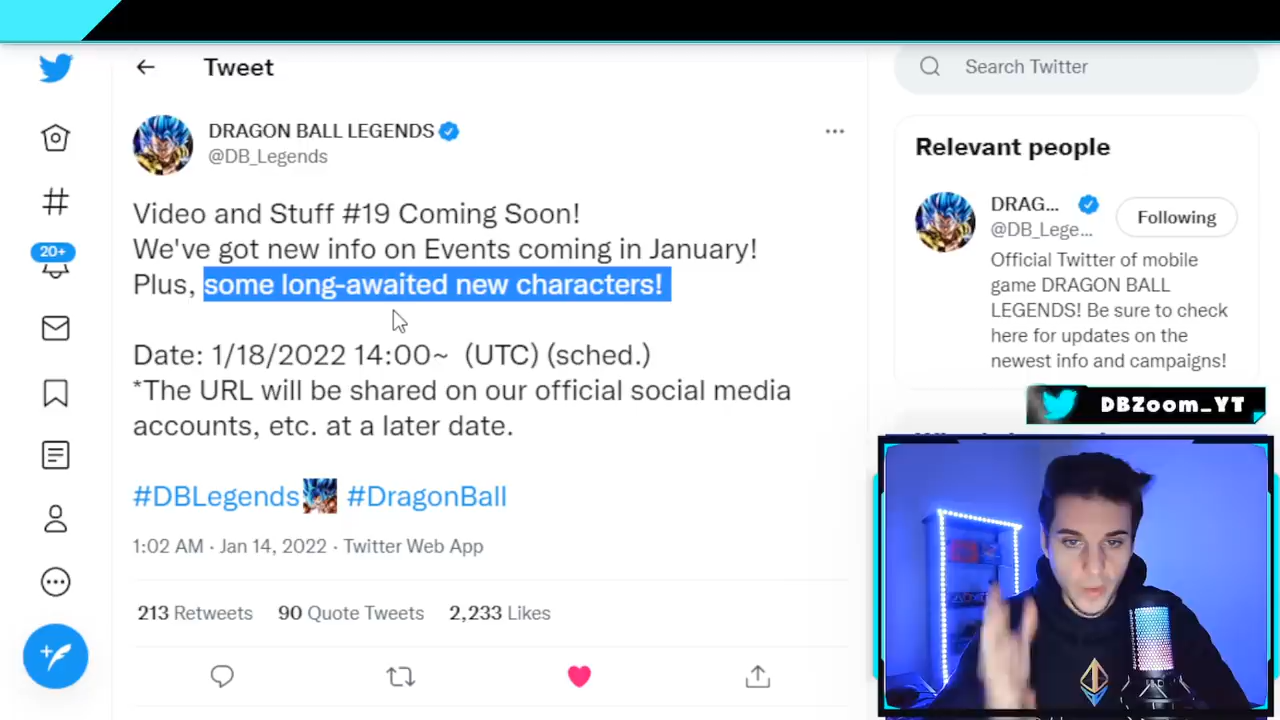 Tweet
DRAGON BALL LEGENDS
@DB_Legends
Video and Stuff #19 Coming Soon!
We've got new info on Events coming in January!
Plus, some long-awaited new characters!
Date: 1/18/2022 14:00~ (UTC) (sched.)
*The URL will be shared on our official social media
accounts, etc. at a later date.
#DBLegends #DragonBall
1:02 AM · Jan 14, 2022 · Twitter Web App
213 Retweets 90 Quote Tweets 2,233 Likes
20+
Search Twitter
Relevant people
DRAG...
@DB_Lege...
Following
Official Twitter of mobile
game DRAGON BALL
LEGENDS! Be sure to check
here for updates on the
newest info and campaigns!
DBZoom_YT